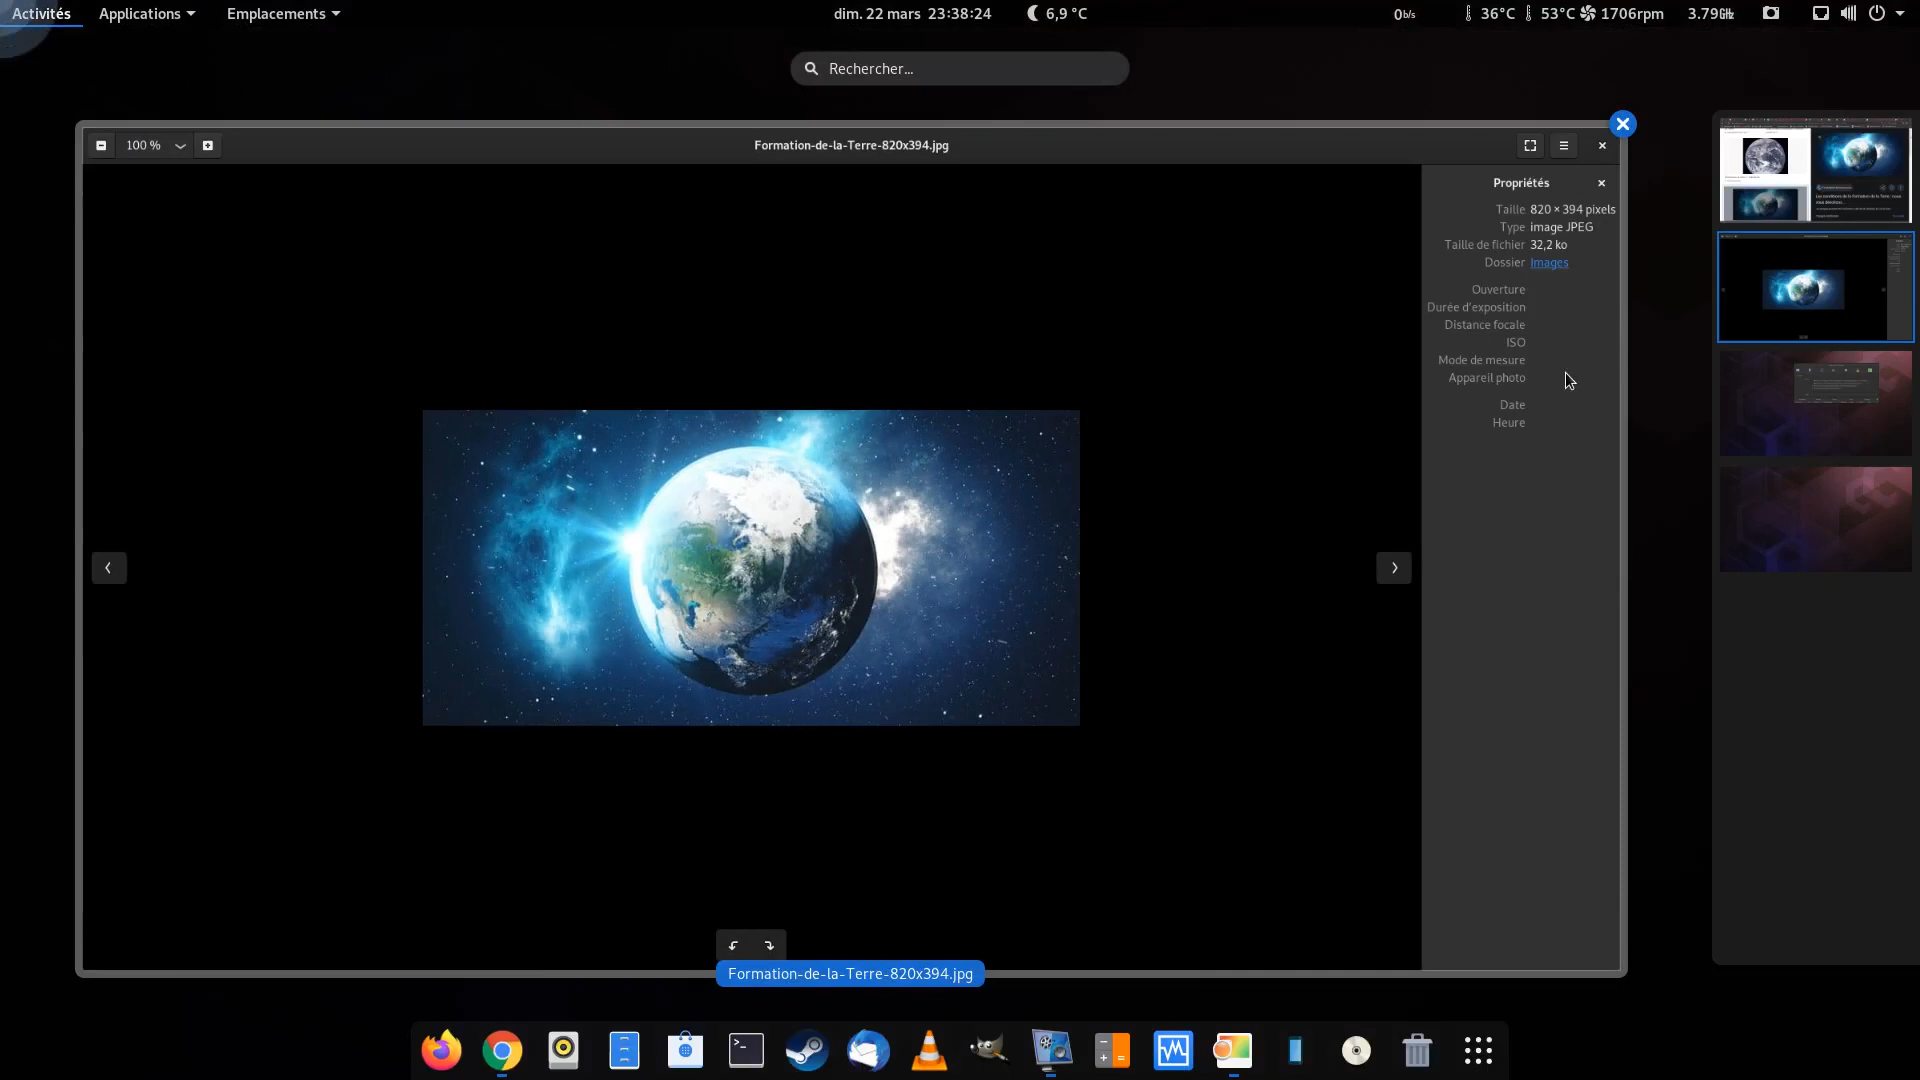 Activités Applications Emplacements dim. 22 mars 23:38:24 6,9 °C 0b/s 36°C 53°C 1706rpm 3.79GHz
Rechercher…
100 % Formation-de-la-Terre-820x394.jpg
Propriétés
Taille 820 × 394 pixels
Type image JPEG
Taille de fichier 32,2 ko
Dossier Images
Ouverture
Durée d’exposition
Distance focale
ISO
Mode de mesure
Appareil photo
Date
Heure
Formation-de-la-Terre-820x394.jpg